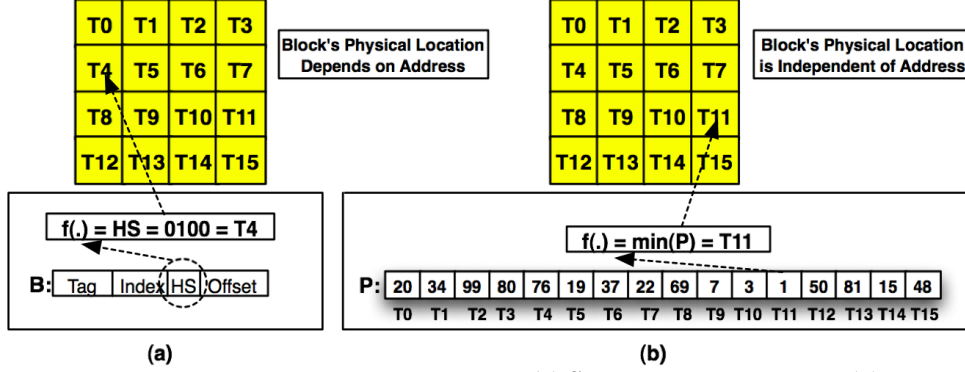 T0 T1 T2 T3
T4 T5 T6 T7
T8 T9 T10 T11
T12 T13 T14 T15
Block's Physical Location
Depends on Address
f(.) = HS = 0100 = T4
B: Tag Index HS Offset
(a)
T0 T1 T2 T3
T4 T5 T6 T7
T8 T9 T10 T11
T12 T13 T14 T15
Block's Physical Location
is Independent of Address
f(.) = min(P) = T11
P: 20 34 99 80 76 19 37 22 69 7 3 1 50 81 15 48
T0 T1 T2 T3 T4 T5 T6 T7 T8 T9 T10 T11 T12 T13 T14 T15
(b)